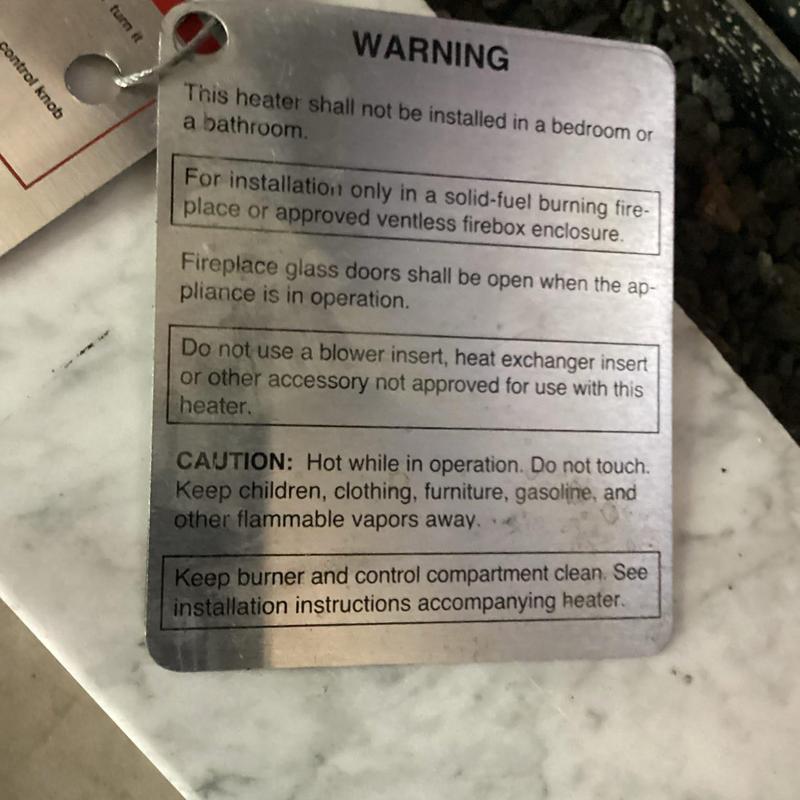 turn it
control knob
WARNING
This heater shall not be installed in a bedroom or
a bathroom.
For installation only in a solid-fuel burning fire-
place or approved ventless firebox enclosure.
Fireplace glass doors shall be open when the ap-
pliance is in operation.
Do not use a blower insert, heat exchanger insert
or other accessory not approved for use with this
heater.
CAUTION: Hot while in operation. Do not touch.
Keep children, clothing, furniture, gasoline, and
other flammable vapors away.
Keep burner and control compartment clean. See
installation instructions accompanying heater.